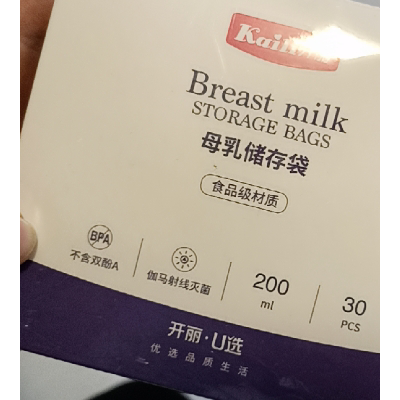 Breast milk
STORAGE BAGS
母乳储存袋
食品级材质
BPA
不含双酚A
伽马射线灭菌
200
ml
30
PCS
开丽·U选
优选品质生活